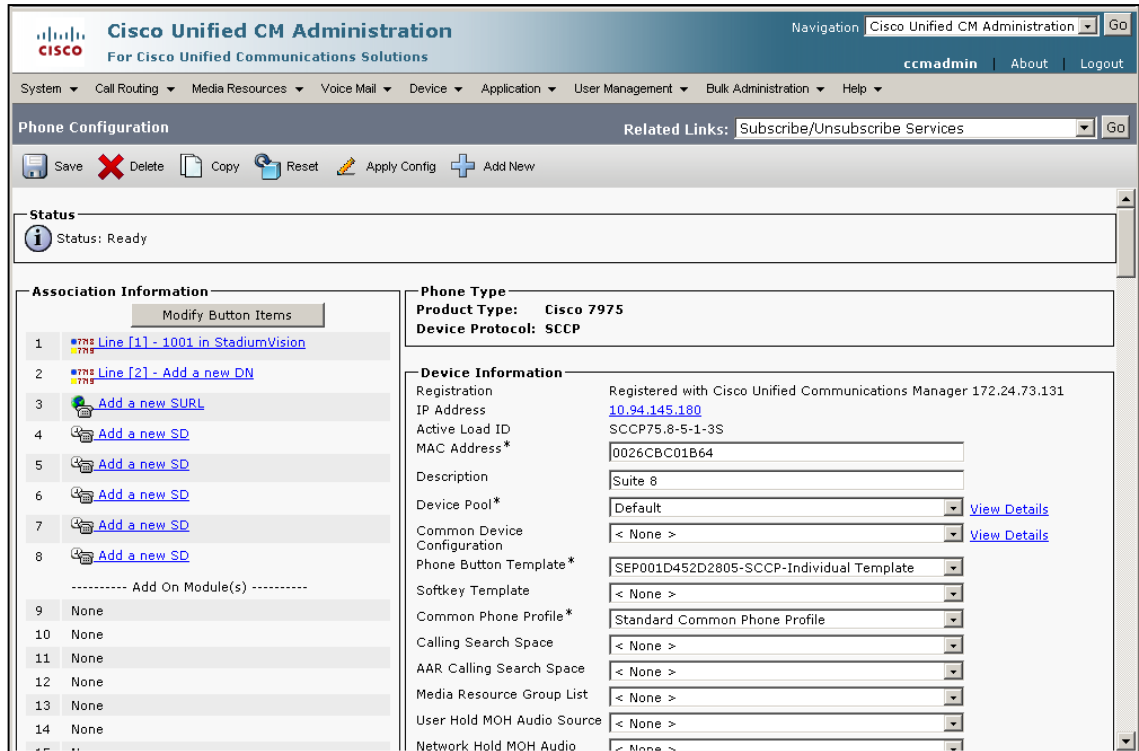 Cisco Unified CM Administration
For Cisco Unified Communications Solutions
CISCO
Navigation Cisco Unified CM Administration Go
ccmadmin | About | Logout
System Call Routing Media Resources Voice Mail Device Application User Management Bulk Administration Help
Phone Configuration
Related Links: Subscribe/Unsubscribe Services Go
Save Delete Copy Reset Apply Config Add New
Status
Status: Ready
Association Information
Modify Button Items
1 Line [1] - 1001 in StadiumVision
2 Line [2] - Add a new DN
3 Add a new SURL
4 Add a new SD
5 Add a new SD
6 Add a new SD
7 Add a new SD
8 Add a new SD
---------- Add On Module(s) ----------
9 None
10 None
11 None
12 None
13 None
14 None
Phone Type
Product Type: Cisco 7975
Device Protocol: SCCP
Device Information
Registration Registered with Cisco Unified Communications Manager 172.24.73.131
IP Address 10.94.145.180
Active Load ID SCCP75.8-5-1-3S
MAC Address* 0026CBC01B64
Description Suite 8
Device Pool* Default View Details
Common Device Configuration < None > View Details
Phone Button Template* SEP001D452D2805-SCCP-Individual Template
Softkey Template < None >
Common Phone Profile* Standard Common Phone Profile
Calling Search Space < None >
AAR Calling Search Space < None >
Media Resource Group List < None >
User Hold MOH Audio Source < None >
Network Hold MOH Audio < None >